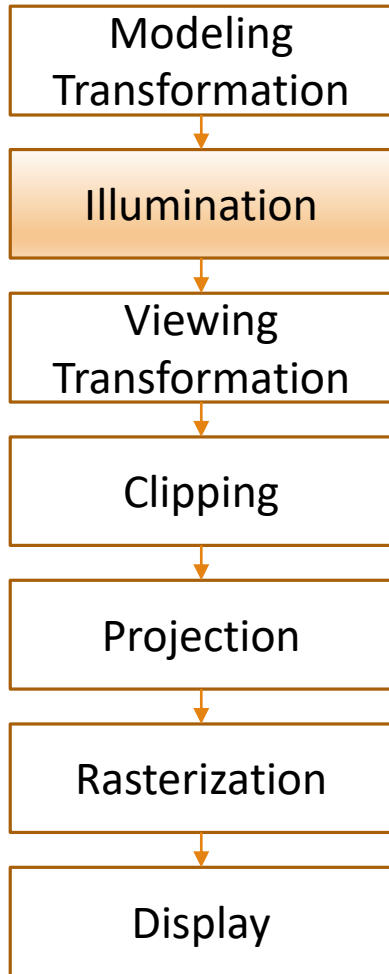 Modeling
Transformation
Illumination
Viewing
Transformation
Clipping
Projection
Rasterization
Display